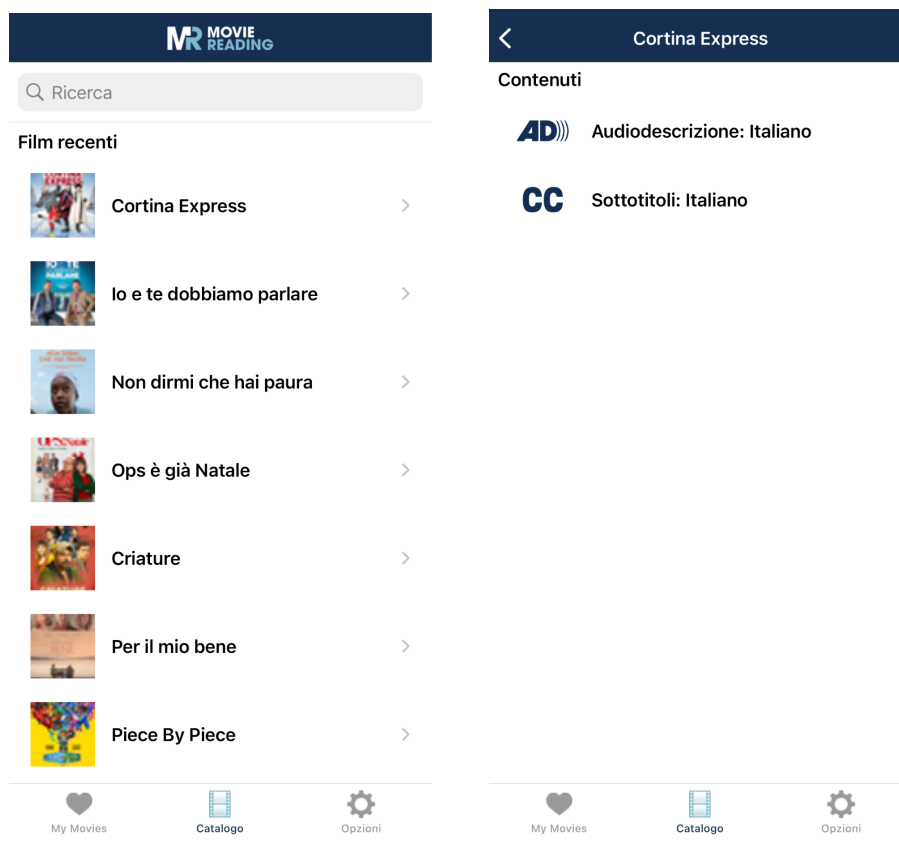 MR MOVIE READING
Ricerca
Film recenti
Cortina Express
Io e te dobbiamo parlare
Non dirmi che hai paura
Ops è già Natale
Criature
Per il mio bene
Piece By Piece
My Movies
Catalogo
Opzioni
Cortina Express
Contenuti
AD Audiodescrizione: Italiano
CC Sottotitoli: Italiano
My Movies
Catalogo
Opzioni